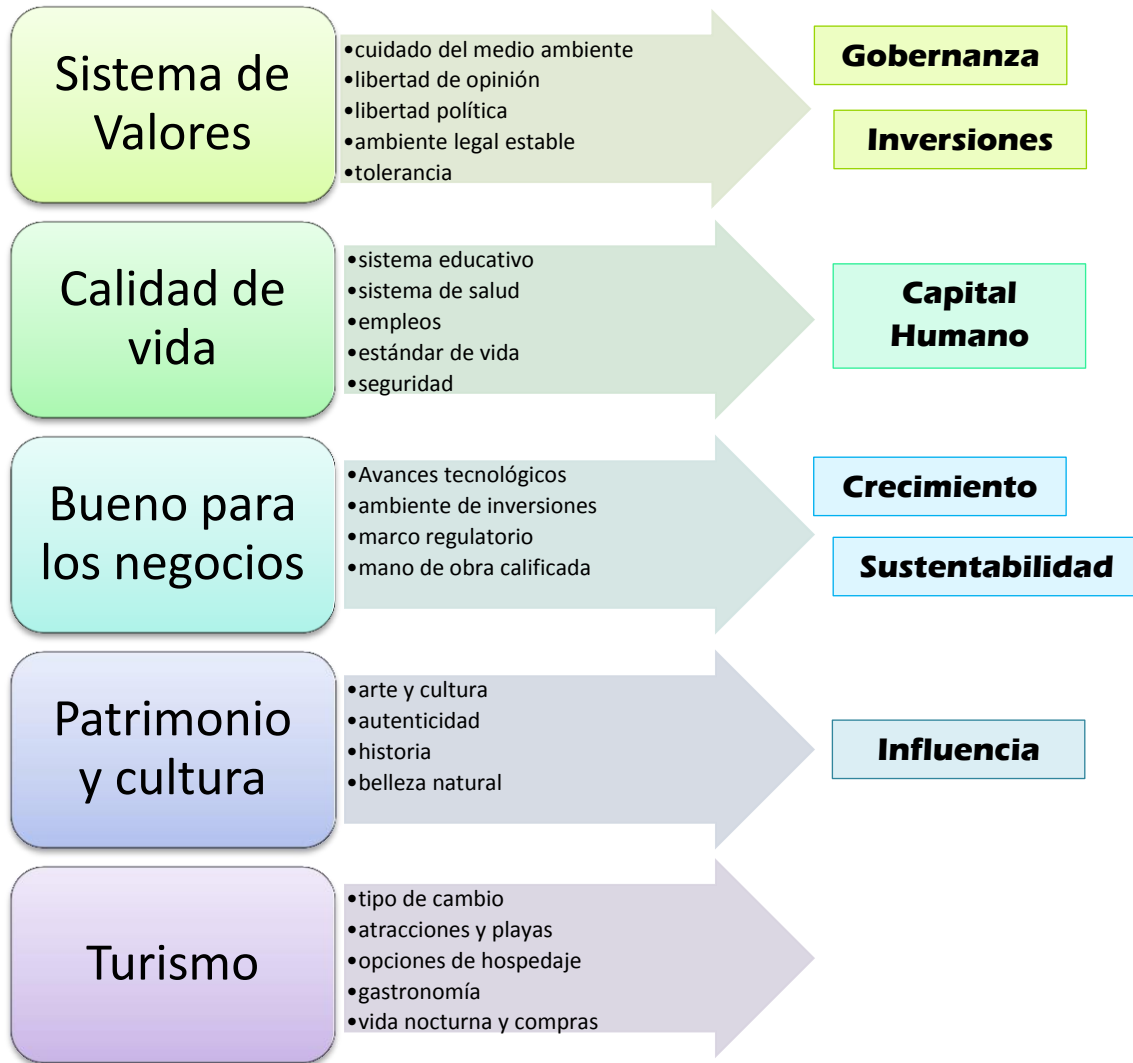 Sistema de
Valores
•cuidado del medio ambiente
•libertad de opinión
•libertad política
•ambiente legal estable
•tolerancia
Gobernanza
Inversiones
Calidad de
vida
•sistema educativo
•sistema de salud
•empleos
•estándar de vida
•seguridad
Capital
Humano
Bueno para
los negocios
•Avances tecnológicos
•ambiente de inversiones
•marco regulatorio
•mano de obra calificada
Crecimiento
Sustentabilidad
Patrimonio
y cultura
•arte y cultura
•autenticidad
•historia
•belleza natural
Influencia
Turismo
•tipo de cambio
•atracciones y playas
•opciones de hospedaje
•gastronomía
•vida nocturna y compras